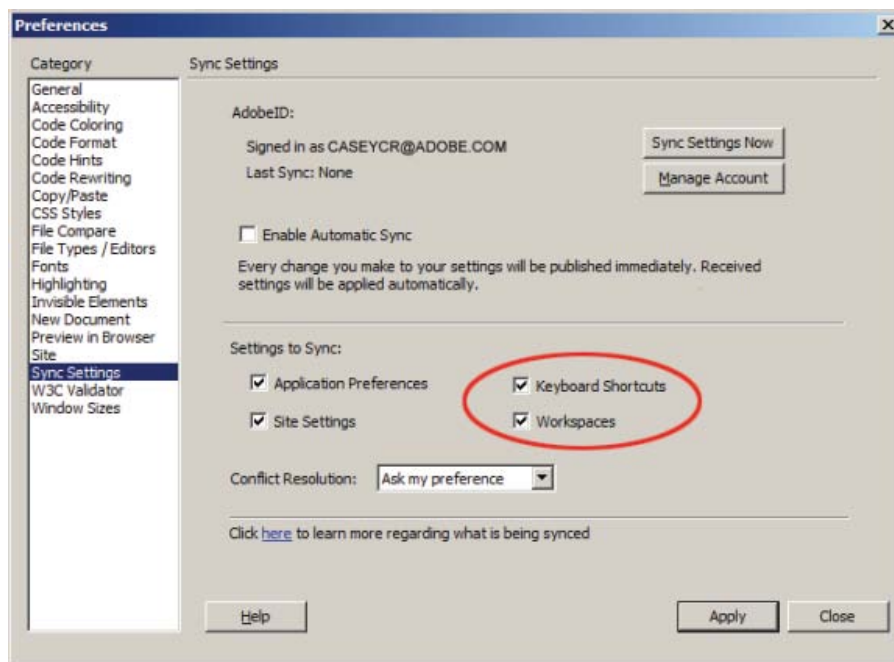 Preferences
Category
General
Accessibility
Code Coloring
Code Format
Code Hints
Code Rewriting
Copy/Paste
CSS Styles
File Compare
File Types / Editors
Fonts
Highlighting
Invisible Elements
New Document
Preview in Browser
Site
Sync Settings
W3C Validator
Window Sizes
Sync Settings
AdobeID:
Signed in as CASEYCR@ADOBE.COM
Sync Settings Now
Last Sync: None
Manage Account
Enable Automatic Sync
Every change you make to your settings will be published immediately. Received
settings will be applied automatically.
Settings to Sync:
Application Preferences
Keyboard Shortcuts
Site Settings
Workspaces
Conflict Resolution: Ask my preference
Click here to learn more regarding what is being synced
Help
Apply
Close